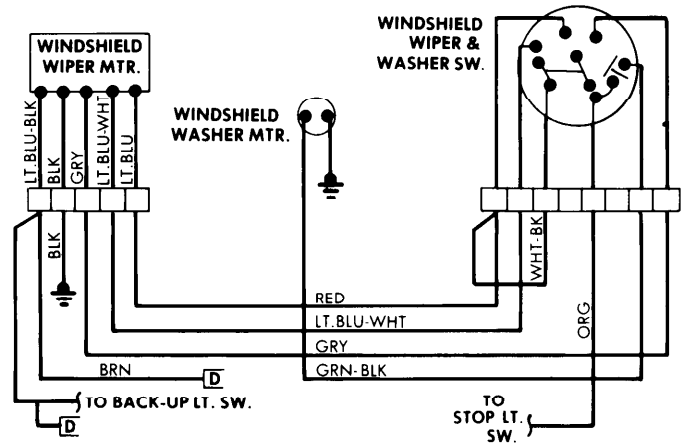 WINDSHIELD
WIPER MTR.
WINDSHIELD
WIPER &
WASHER SW.
WINDSHIELD
WASHER MTR.
LT.BLU-BLK
BLK
GRY
LT.BLU-WHT
LT.BLU
BLK
WHT-BK
ORG
RED
LT.BLU-WHT
GRY
BRN
D
GRN-BLK
TO BACK-UP LT. SW.
D
TO
STOP LT.
SW.